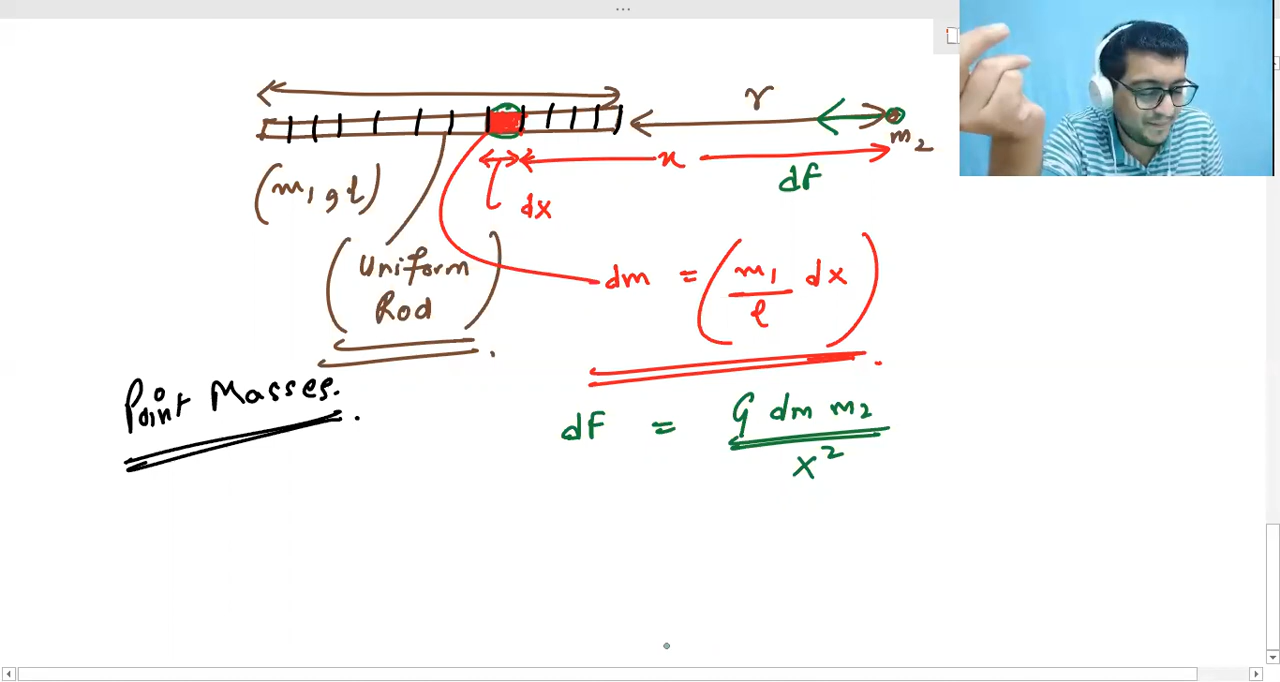 r
m2
x
dF
(m1, l)
dx
(Uniform
Rod)
dm = (m1/l dx)
Point Masses.
dF = G dm m2 / x²